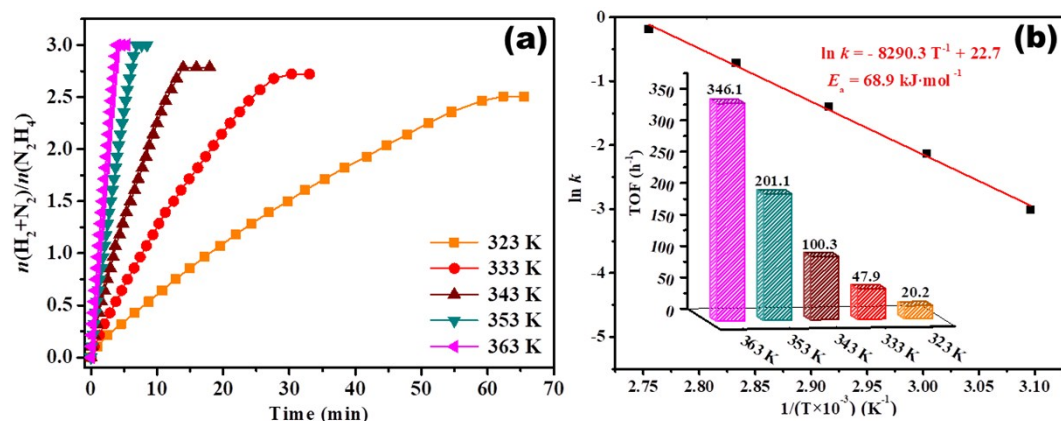 (a)
n(H₂+N₂)/n(N₂H₄)
3.0
2.5
2.0
1.5
1.0
0.5
0.0
323 K
333 K
343 K
353 K
363 K
0 10 20 30 40 50 60 70
Time (min)
(b)
ln k
-0
-1
-2
-3
-4
-5
ln k = - 8290.3 T⁻¹ + 22.7
Eₐ = 68.9 kJ·mol⁻¹
TOF (h⁻¹)
350
300
250
200
150
100
50
0
346.1
201.1
100.3
47.9
20.2
363 K
353 K
343 K
333 K
323 K
2.75 2.80 2.85 2.90 2.95 3.00 3.05 3.10
1/(T×10⁻³) (K⁻¹)